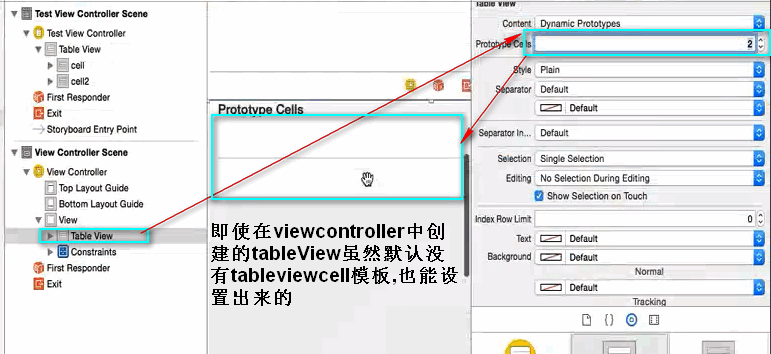 Test View Controller Scene
Test View Controller
Table View
cell
cell2
First Responder
Exit
Storyboard Entry Point
View Controller Scene
View Controller
Top Layout Guide
Bottom Layout Guide
View
Table View
Constraints
First Responder
Exit
Prototype Cells
即使在viewcontroller中创
建的tableView虽然默认没
有tableviewcell模板,也能设
置出来的
Table View
Content Dynamic Prototypes
Prototype Cells 2
Style Plain
Separator Default
Default
Separator In... Default
Selection Single Selection
Editing No Selection During Editing
Show Selection on Touch
Index Row Limit 0
Text Default
Background Default
Normal
Default
Tracking